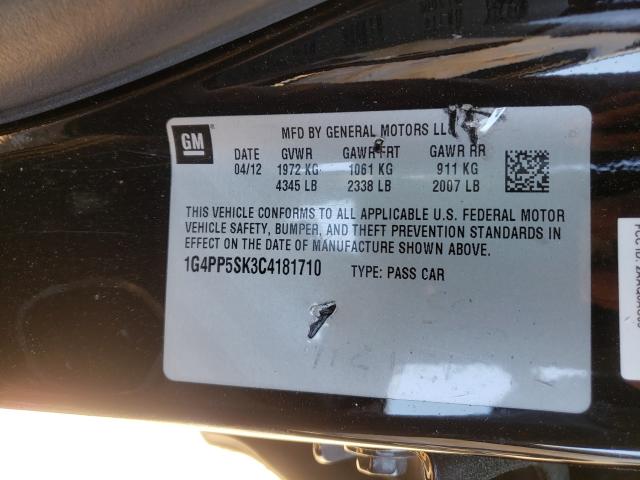 GM
MFD BY GENERAL MOTORS LLC
DATE GVWR GAWR FRT GAWR RR
04/12 1972 KG 1061 KG 911 KG
4345 LB 2338 LB 2007 LB
THIS VEHICLE CONFORMS TO ALL APPLICABLE U.S. FEDERAL MOTOR
VEHICLE SAFETY, BUMPER, AND THEFT PREVENTION STANDARDS IN
EFFECT ON THE DATE OF MANUFACTURE SHOWN ABOVE.
1G4PP5SK3C4181710 TYPE: PASS CAR
FCC ID: